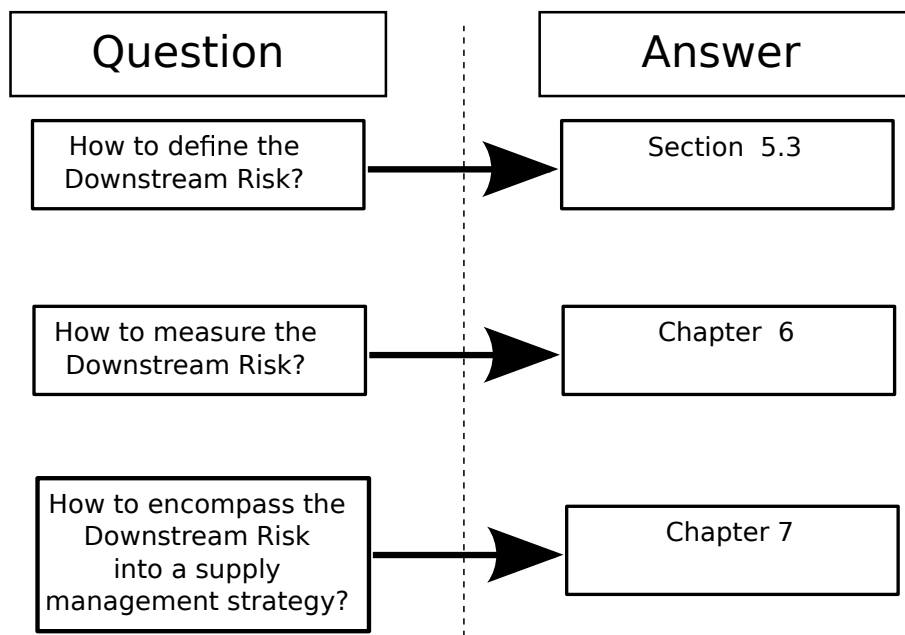 Question
Answer
How to define the
Downstream Risk?
Section 5.3
How to measure the
Downstream Risk?
Chapter 6
How to encompass the
Downstream Risk
into a supply
management strategy?
Chapter 7